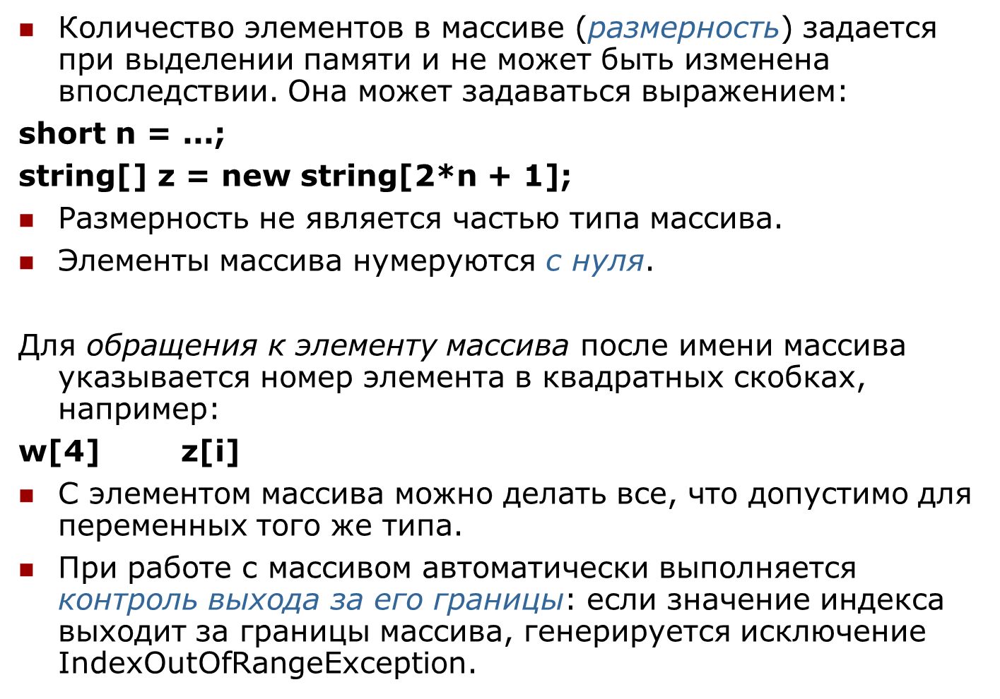 Количество элементов в массиве (размерность) задается
при выделении памяти и не может быть изменена
впоследствии. Она может задаваться выражением:
short n = ...;
string[] z = new string[2*n + 1];
Размерность не является частью типа массива.
Элементы массива нумеруются с нуля.
Для обращения к элементу массива после имени массива
указывается номер элемента в квадратных скобках,
например:
w[4] z[i]
С элементом массива можно делать все, что допустимо для
переменных того же типа.
При работе с массивом автоматически выполняется
контроль выхода за его границы: если значение индекса
выходит за границы массива, генерируется исключение
IndexOutOfRangeException.